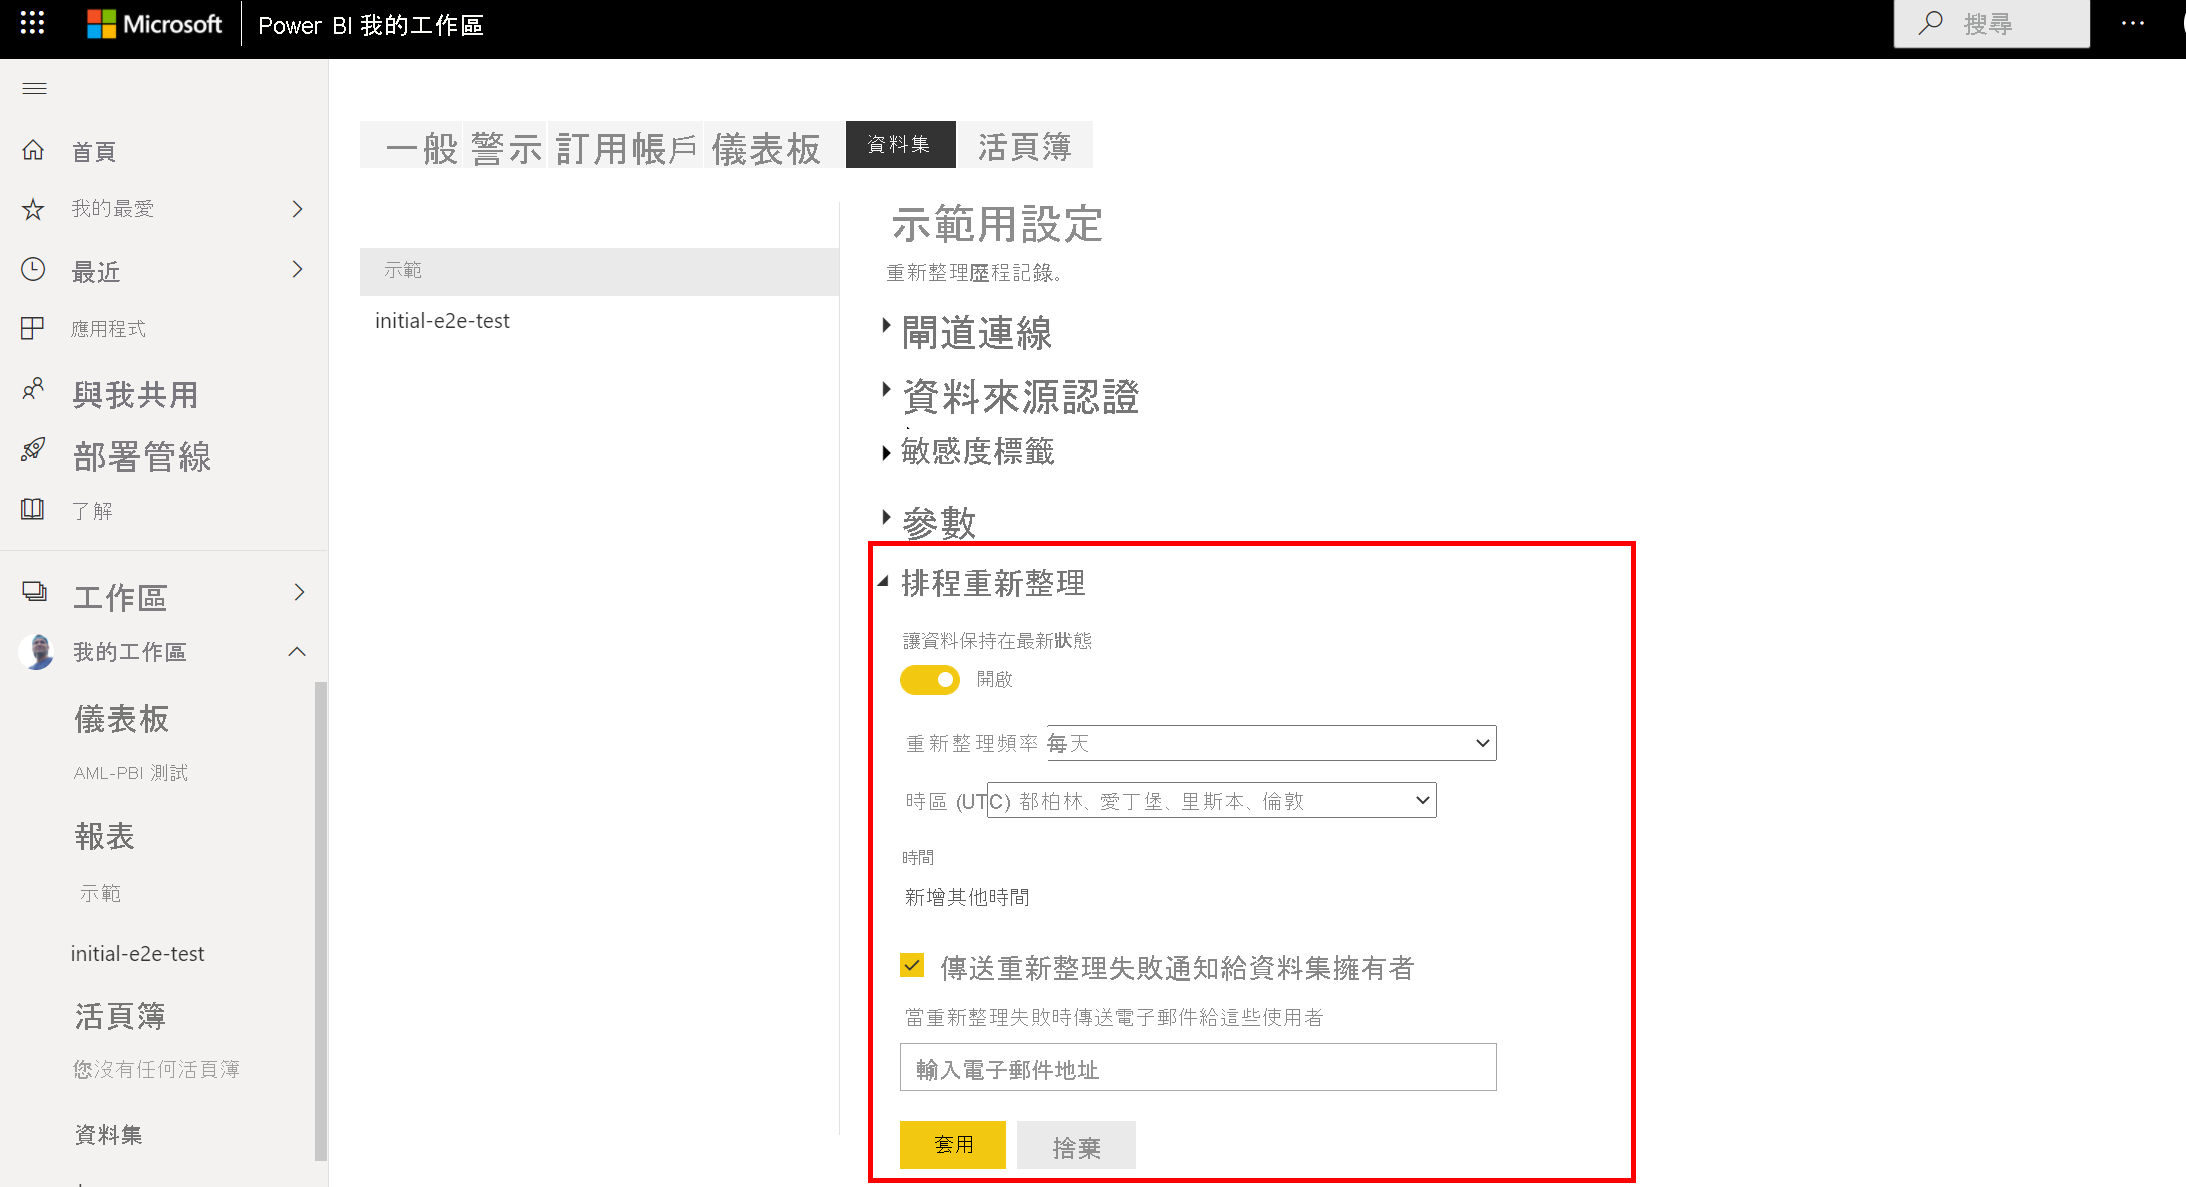 Microsoft
Power BI 我的工作區
搜尋
首頁
我的最愛
最近
應用程式
與我共用
部署管線
了解
工作區
我的工作區
儀表板
AML-PBI 測試
報表
示範
initial-e2e-test
活頁簿
您沒有任何活頁簿
資料集
一般 警示 訂用帳戶 儀表板 資料集 活頁簿
示範
initial-e2e-test
示範用設定
重新整理歷程記錄。
閘道連線
資料來源認證
敏感度標籤
參數
排程重新整理
讓資料保持在最新狀態
開啟
重新整理頻率 每天
時區 (UTC) 都柏林、愛丁堡、里斯本、倫敦
時間
新增其他時間
傳送重新整理失敗通知給資料集擁有者
當重新整理失敗時傳送電子郵件給這些使用者
輸入電子郵件地址
套用
捨棄